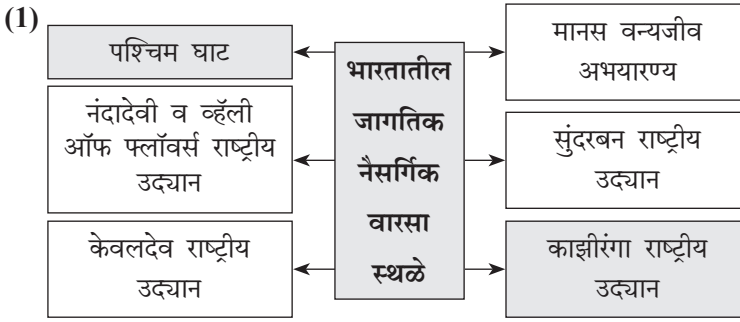 (1)
पश्चिम घाट
नंदादेवी व व्हॅली
ऑफ फ्लॉवर्स राष्ट्रीय
उद्यान
केवलदेव राष्ट्रीय
उद्यान
भारतातील
जागतिक
नैसर्गिक
वारसा
स्थळे
मानस वन्यजीव
अभयारण्य
सुंदरबन राष्ट्रीय
उद्यान
काझीरंगा राष्ट्रीय
उद्यान